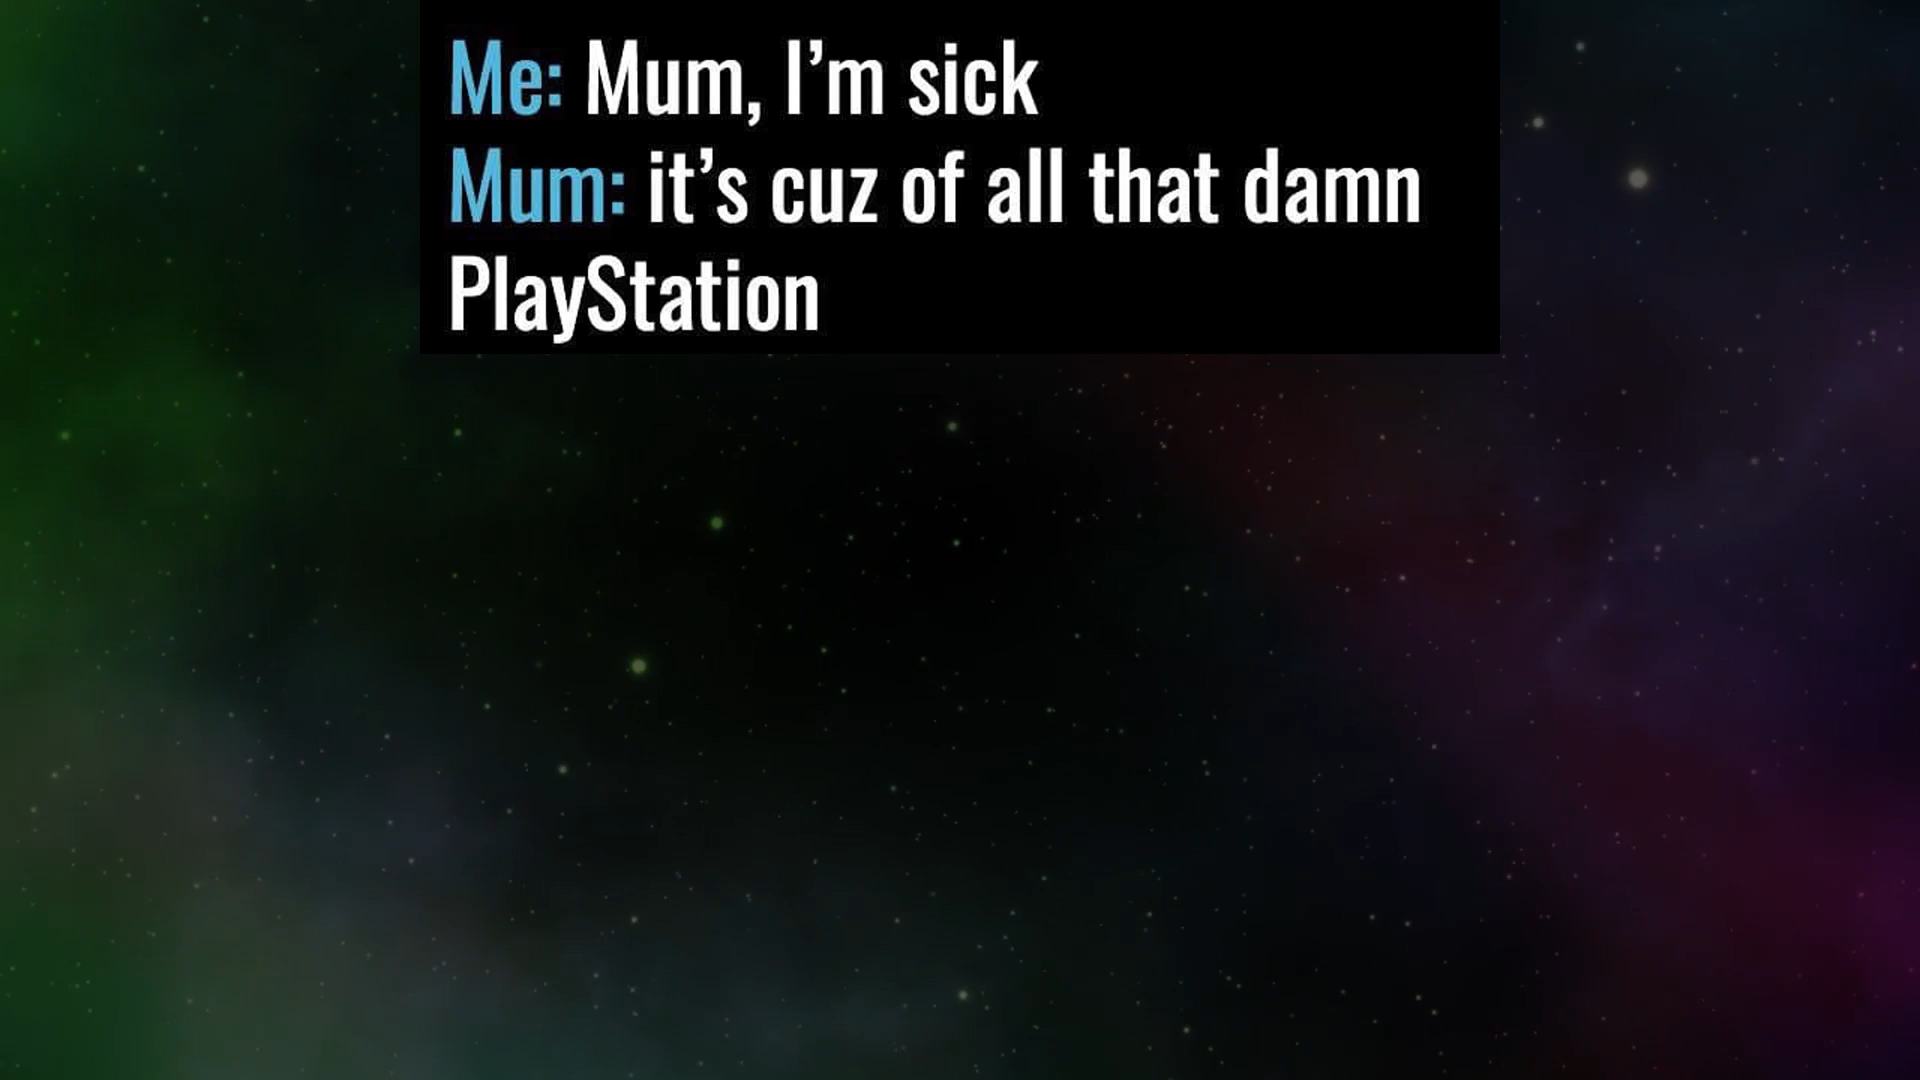 Me: Mum, I’m sick
Mum: it’s cuz of all that damn
PlayStation